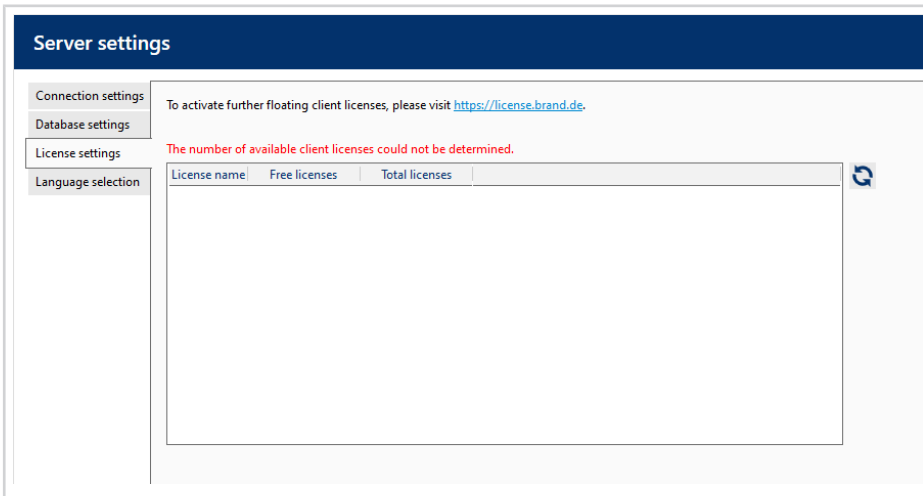 Server settings
Connection settings
Database settings
License settings
Language selection
To activate further floating client licenses, please visit https://license.brand.de.
The number of available client licenses could not be determined.
License name Free licenses Total licenses